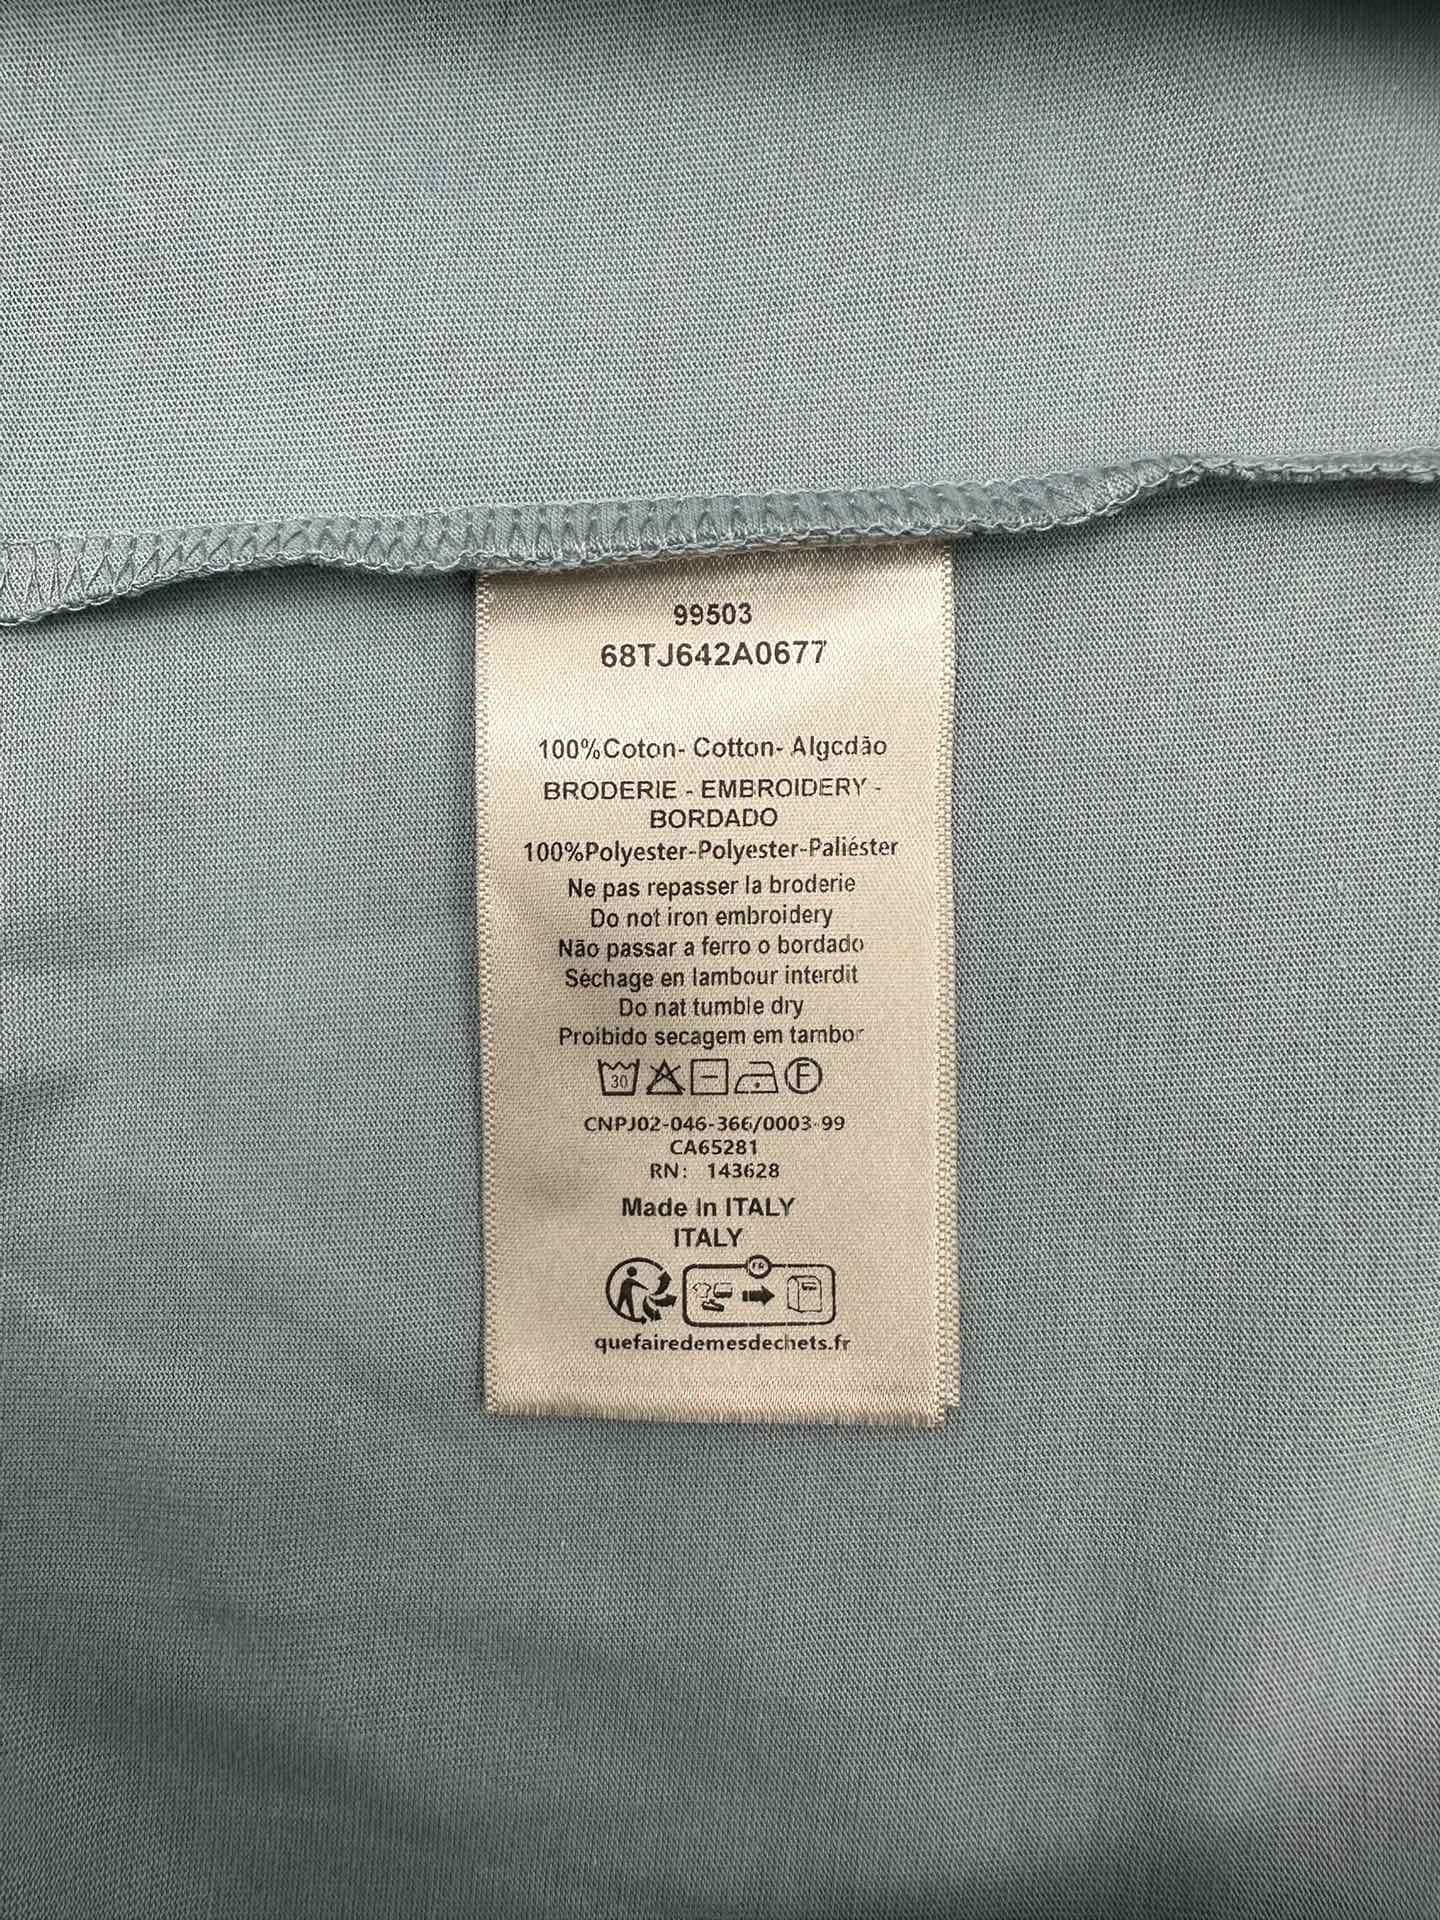 99503
68TJ642A0677
100%Coton- Cotton- Algcdão
BRODERIE - EMBROIDERY -
BORDADO
100%Polyester-Polyester-Paliéster
Ne pas repasser la broderie
Do not iron embroidery
Não passar a ferro o bordado
Séchage en lambour interdit
Do nat tumble dry
Proibido secagem em tambor
30 F
CNPJ02-046-366/0003-99
CA65281
RN: 143628
Made In ITALY
ITALY
FR
quefairedemesdechets.fr